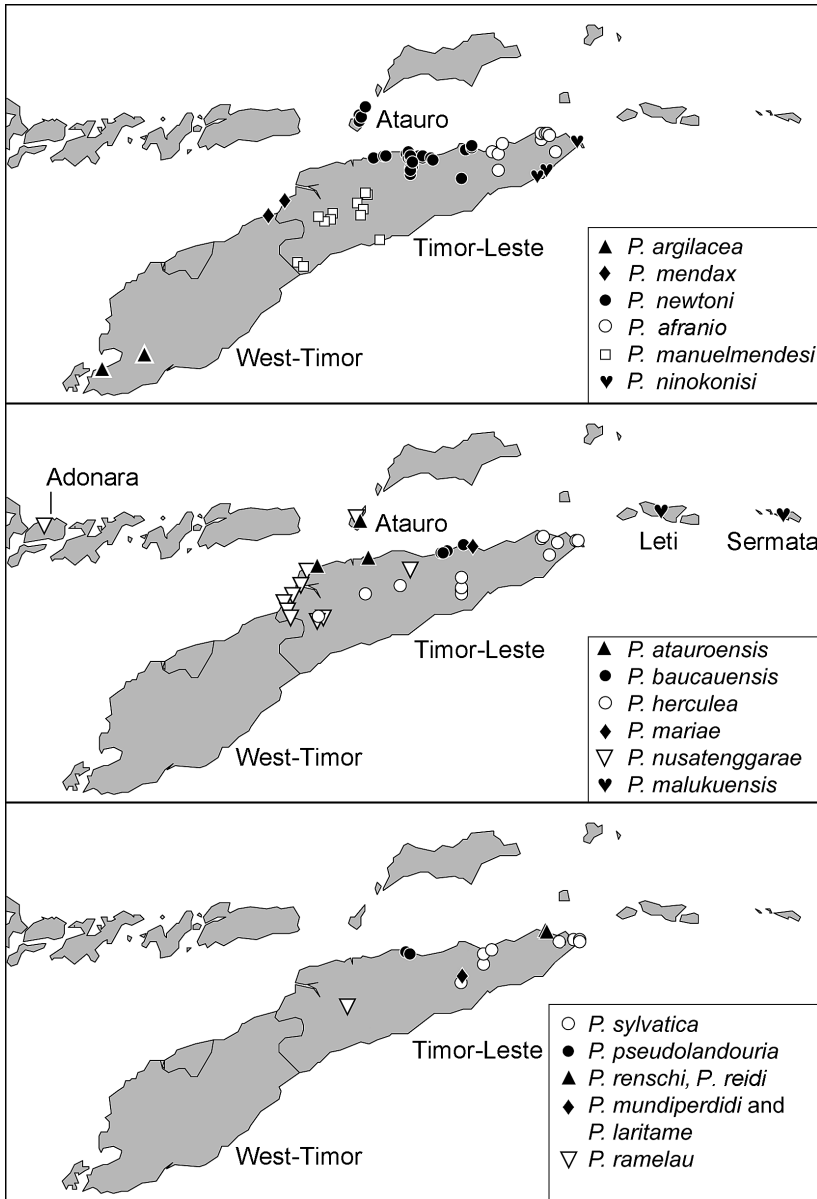 Atauro
Timor-Leste
West-Timor
P. argilacea
P. mendax
P. newtoni
P. afranio
P. manuelmendesi
P. ninokonisi
Adonara
Atauro
Leti
Sermata
Timor-Leste
West-Timor
P. atauroensis
P. baucauensis
P. herculea
P. mariae
P. nusatenggarae
P. malukuensis
Timor-Leste
West-Timor
P. sylvatica
P. pseudolandouria
P. renschi, P. reidi
P. mundiperdidi and
P. laritame
P. ramelau